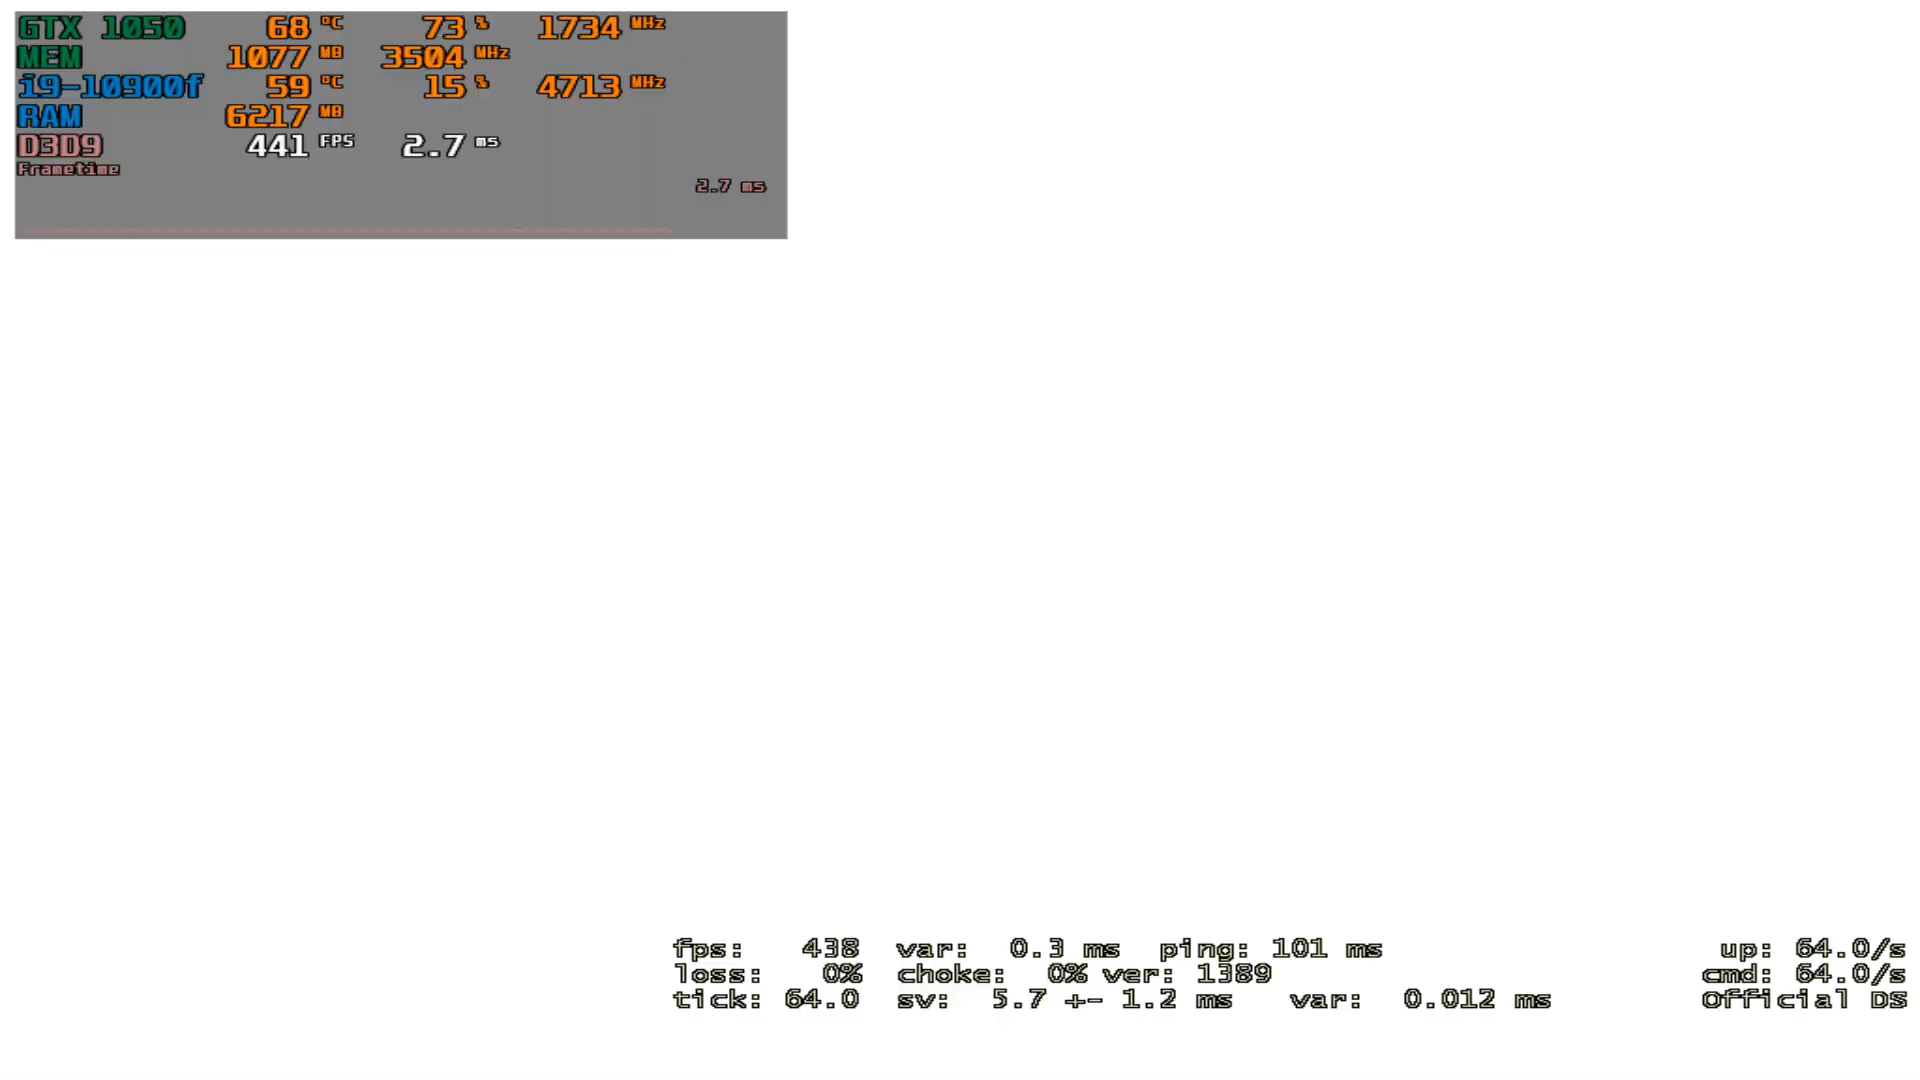 GTX 1050 68 °C 73 % 1734 MHz
MEM 1077 MB 3504 MHz
i9-10900f 59 °C 15 % 4713 MHz
RAM 6217 MB
D3D9 441 FPS 2.7 ms
Frametime
2.7 ms
fps: 438 var: 0.3 ms ping: 101 ms up: 64.0/s
loss: 0% choke: 0% ver: 1389 cmd: 64.0/s
tick: 64.0 sv: 5.7 +- 1.2 ms var: 0.012 ms Official DS